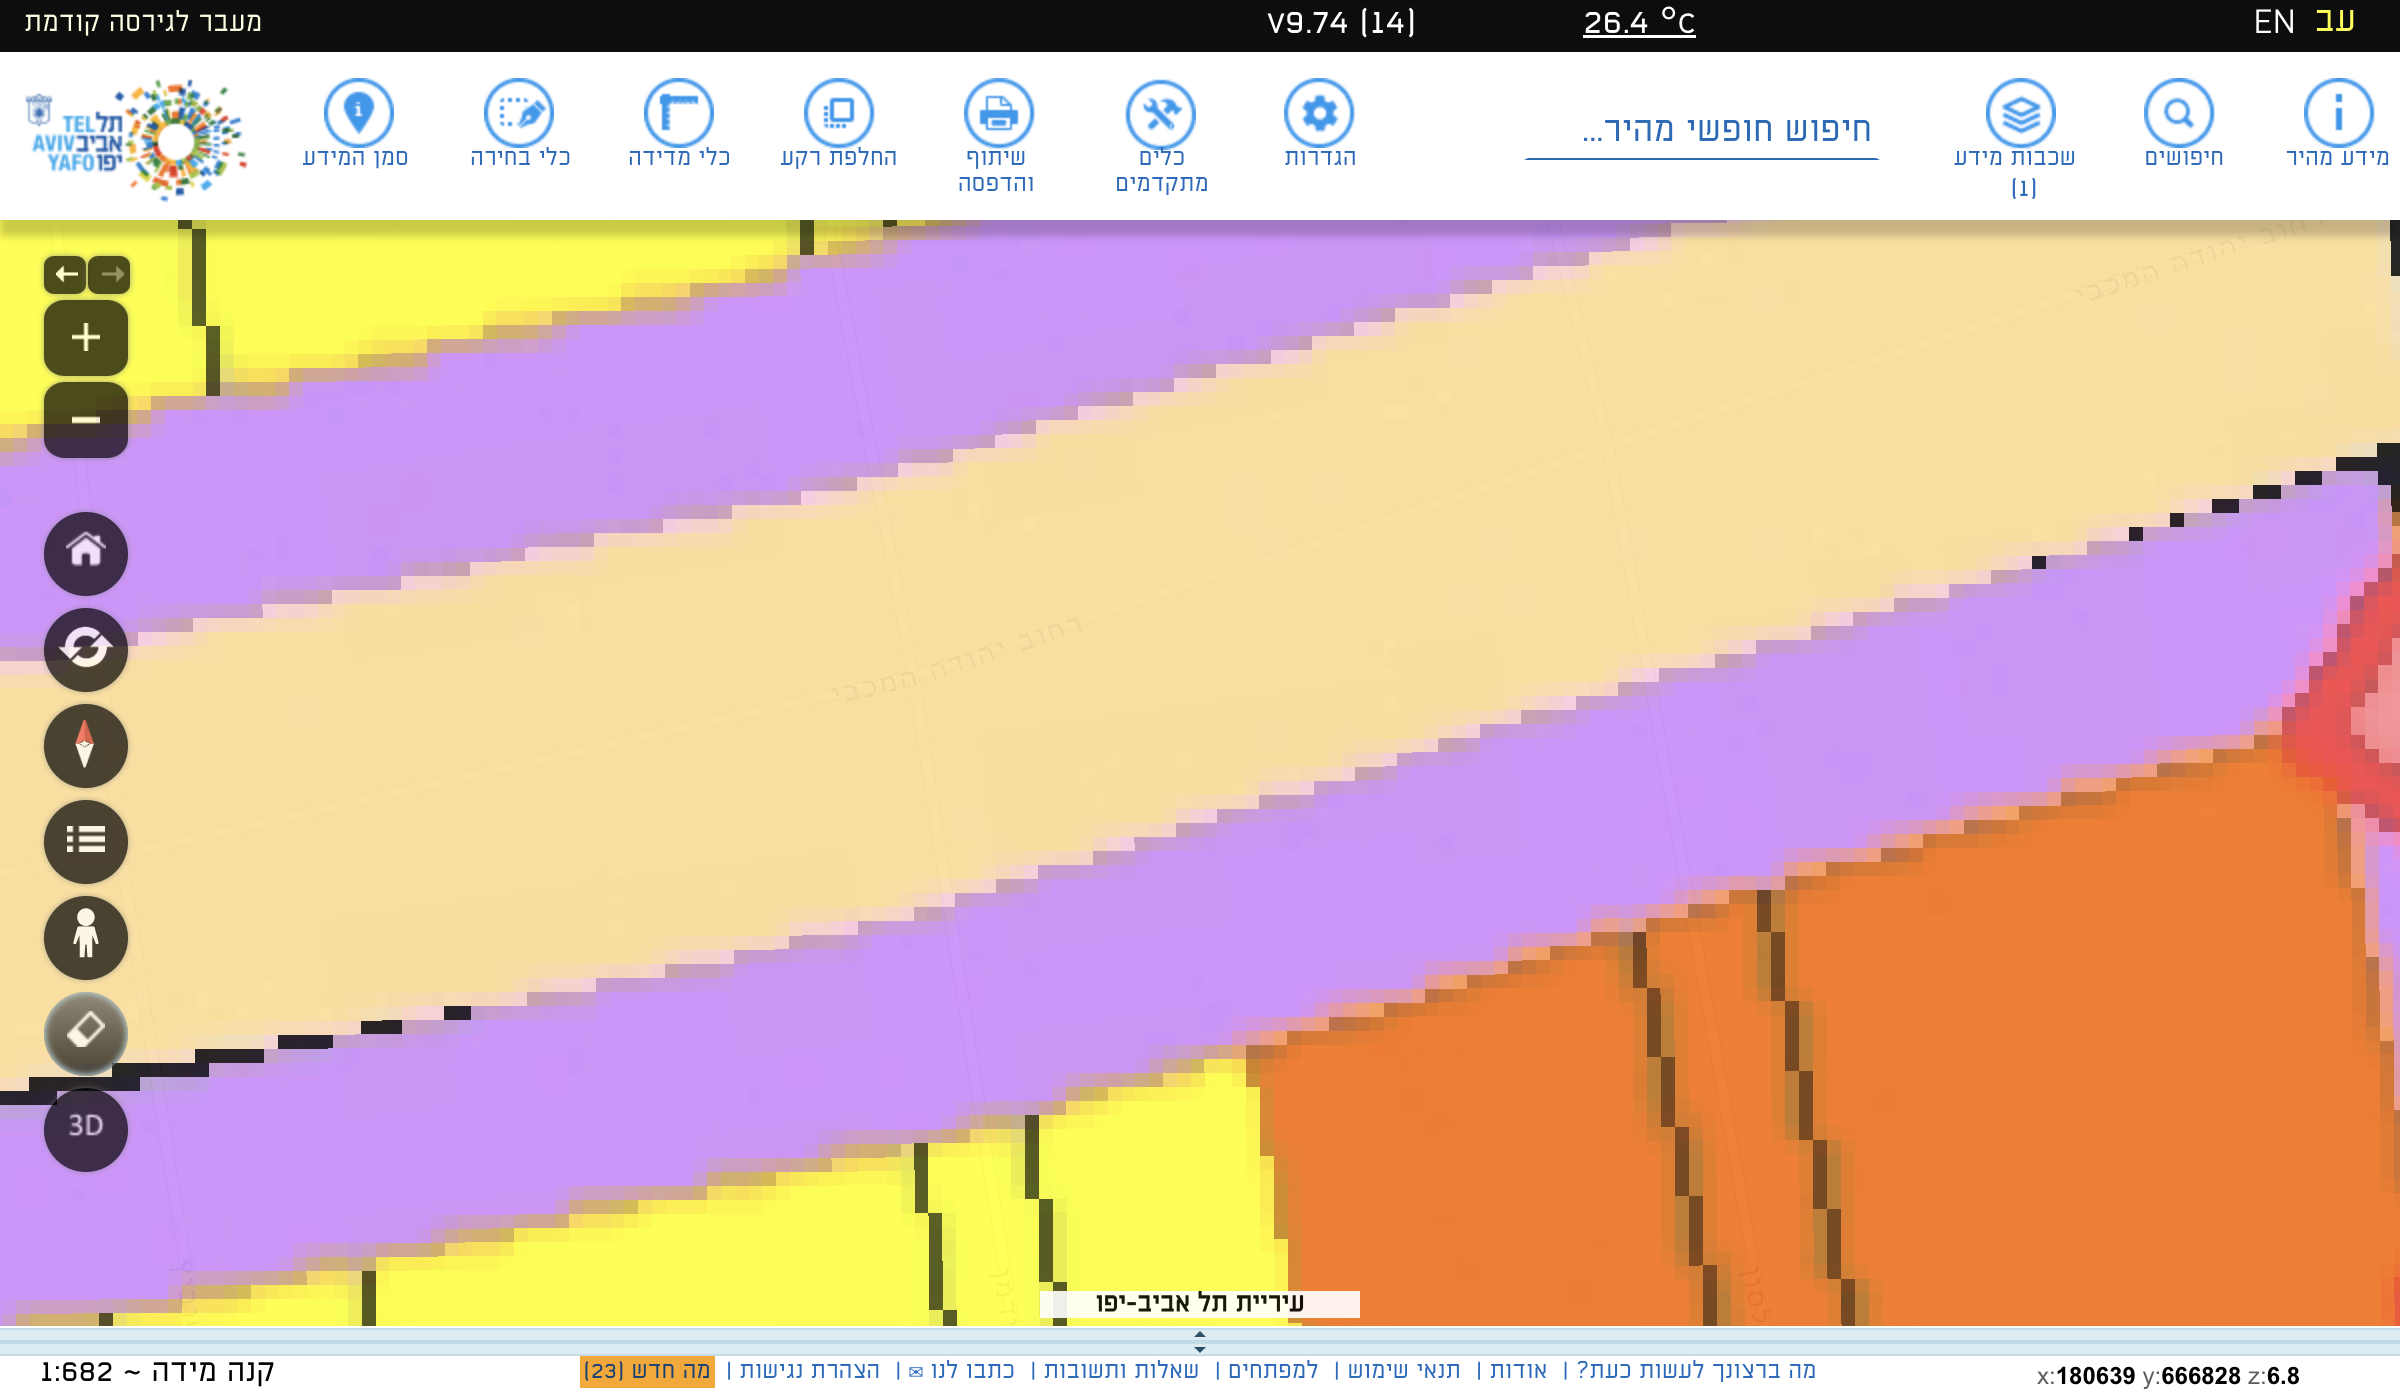 עב EN
26.4 °C
V9.74 (14)
מעבר לגירסה קודמת
מידע מהיר
חיפושים
שכבות מידע
(1)
חיפוש חופשי מהיר...
הגדרות
כלים
מתקדמים
שיתוף
והדפסה
החלפת רקע
כלי מדידה
כלי בחירה
סמן המידע
תל TEL
אביב AVIV
יפו YAFO
רחוב יהודה המכבי
רחוב יהודה המכבי
3D
עיריית תל אביב-יפו
x:180639 y:666828 z:6.8
מה ברצונך לעשות כעת? | אודות | תנאי שימוש | למפתחים | שאלות ותשובות | כתבו לנו ✉ | הצהרת נגישות | מה חדש (23)
קנה מידה ~ 1:682